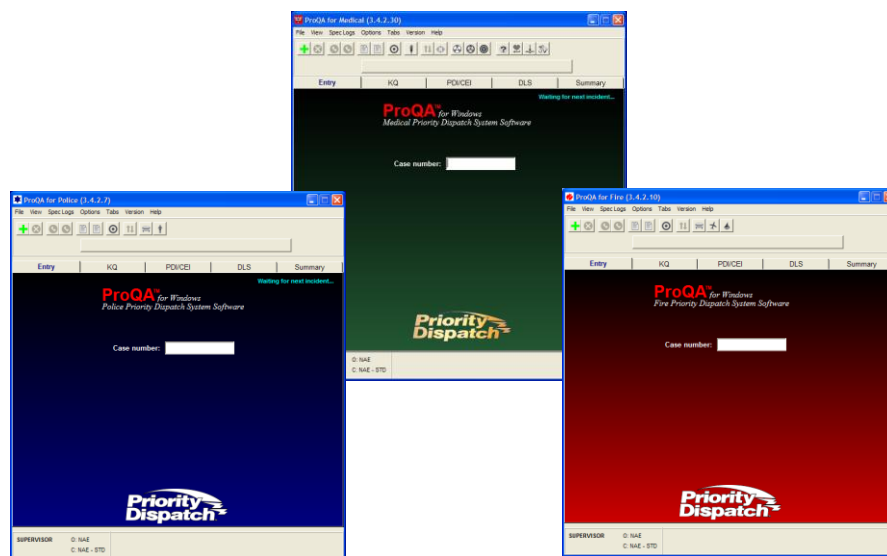 ProQA for Medical (3.4.2.30)
File View Spec Logs Options Tabs Version Help
Entry KQ PDI/CEI DLS Summary
Waiting for next incident...
ProQA™ for Windows
Medical Priority Dispatch System Software
Case number:
Priority
Dispatch
O: NAE
C: NAE - STD
ProQA for Police (3.4.2.7)
File View Spec Logs Options Tabs Version Help
Entry KQ PDI/CEI DLS Summary
Waiting for next incident...
ProQA™ for Windows
Police Priority Dispatch System Software
Case number:
Priority
Dispatch
SUPERVISOR O: NAE
C: NAE - STD
ProQA for Fire (3.4.2.10)
File View Spec Logs Options Tabs Version Help
Entry KQ PDI/CEI DLS Summary
ProQA™ for Windows
Fire Priority Dispatch System Software
Case number:
Priority
Dispatch
SUPERVISOR O: NAE
C: NAE - STD